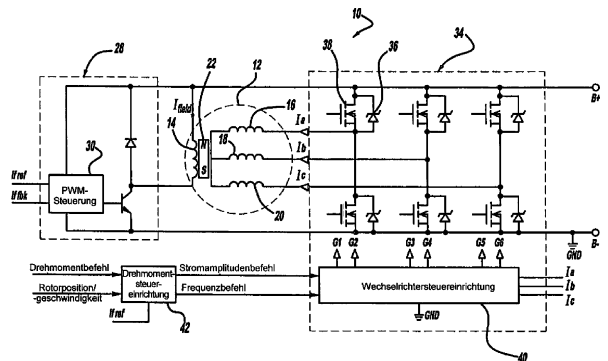 10
28
22
12
38
36
34
B+
I_field
14
16
18
20
Ia
Ib
Ic
N
S
30
If ref
If fbk
PWM-
Steuerung
B-
GND
G1 G2 G3 G4 G5 G6
Drehmomentbefehl
Rotorposition/
-geschwindigkeit
Drehmoment-
steuer-
einrichtung
Stromamplitudenbefehl
Frequenzbefehl
If ref
42
Wechselrichtersteuereinrichtung
Ia
Ib
Ic
GND
40